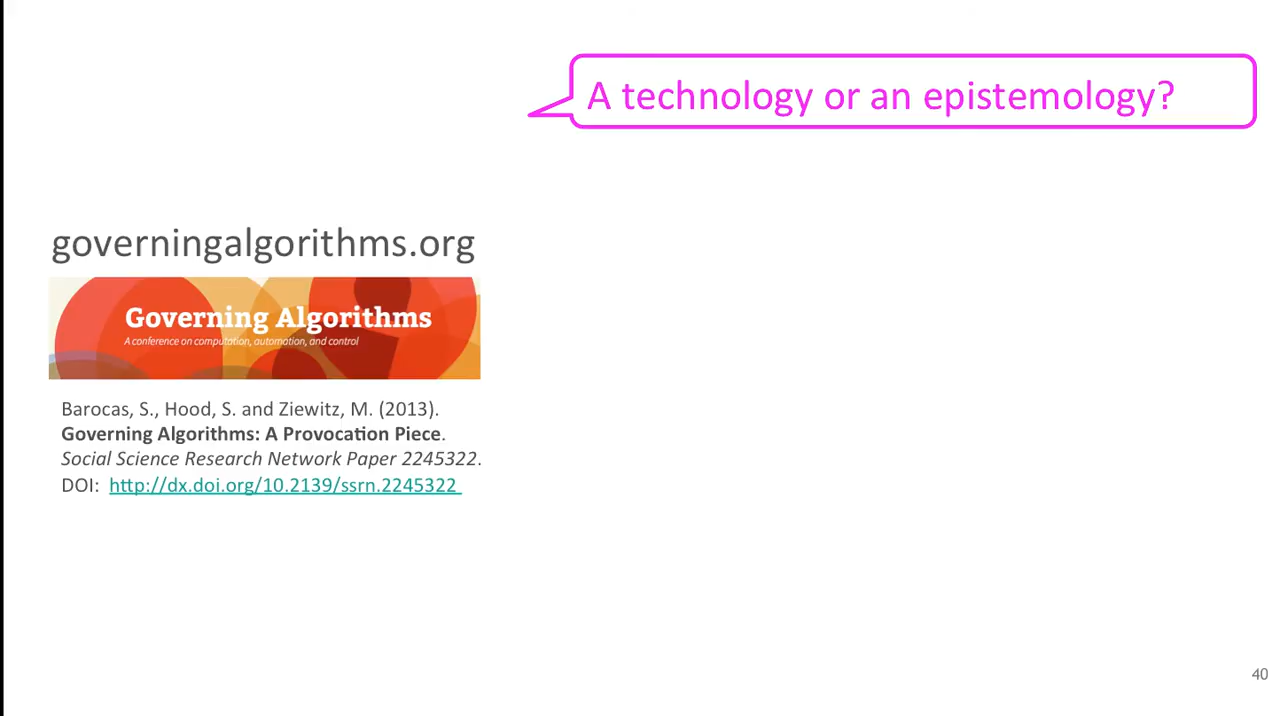 A technology or an epistemology?
governingalgorithms.org
Governing Algorithms
A conference on computation, automation, and control
Barocas, S., Hood, S. and Ziewitz, M. (2013).
Governing Algorithms: A Provocation Piece.
Social Science Research Network Paper 2245322.
DOI: http://dx.doi.org/10.2139/ssrn.2245322
40